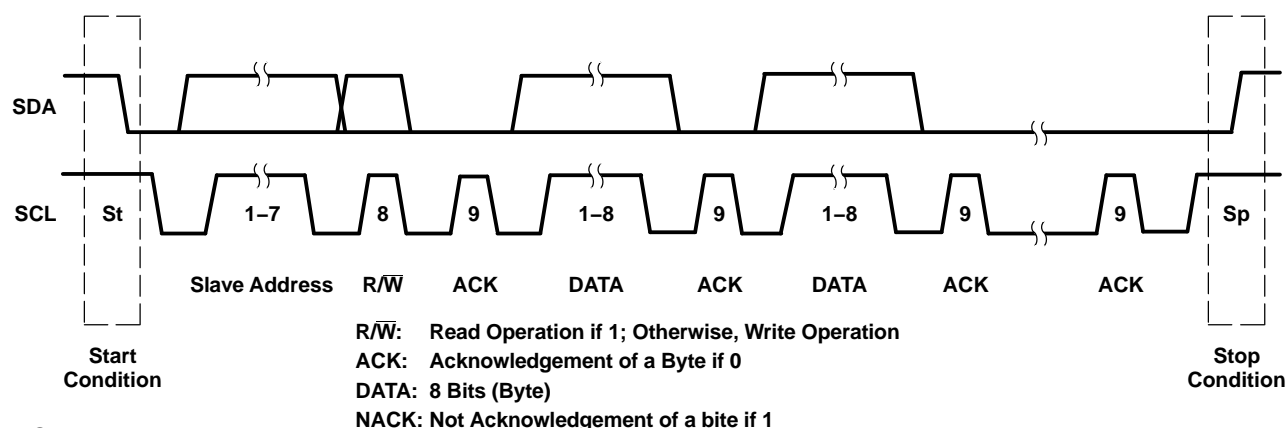 SDA
SCL
St 1–7 8 9 1–8 9 1–8 9 9 Sp
Slave Address R/W̅ ACK DATA ACK DATA ACK ACK
Start
Condition
Stop
Condition
R/W̅: Read Operation if 1; Otherwise, Write Operation
ACK: Acknowledgement of a Byte if 0
DATA: 8 Bits (Byte)
NACK: Not Acknowledgement of a bite if 1